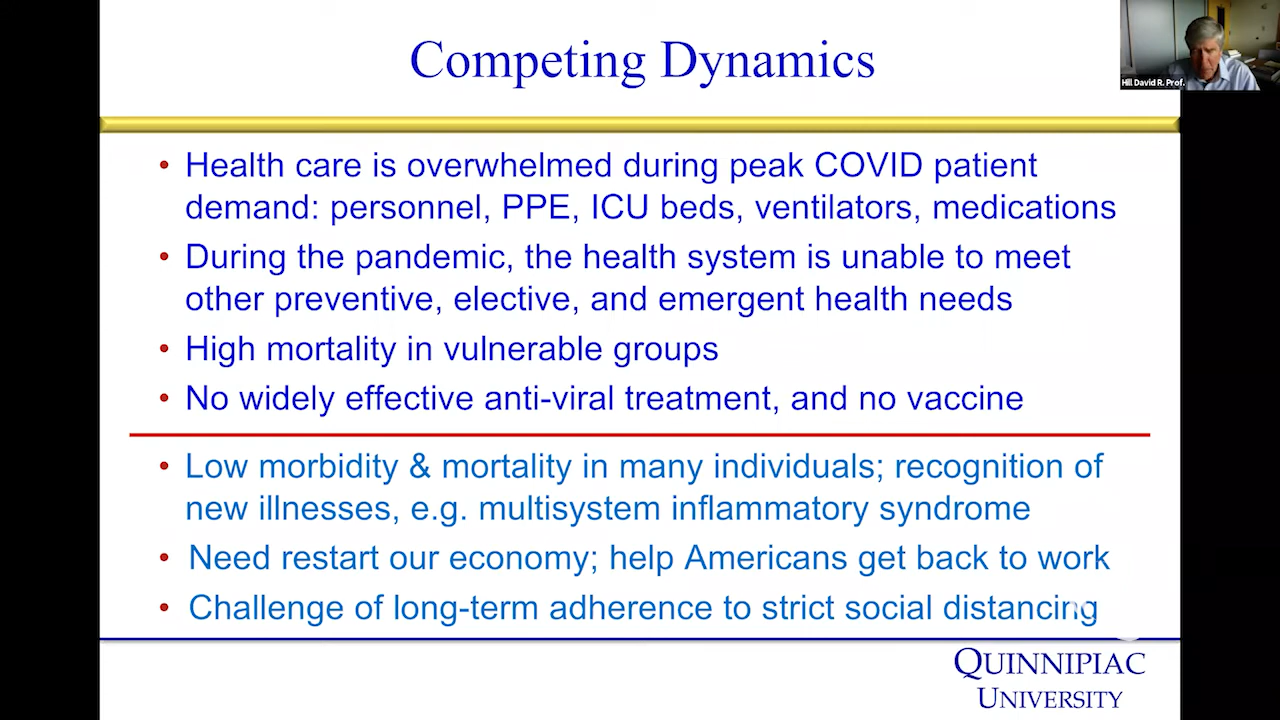 Competing Dynamics
Hill David R. Prof.
• Health care is overwhelmed during peak COVID patient
demand: personnel, PPE, ICU beds, ventilators, medications
• During the pandemic, the health system is unable to meet
other preventive, elective, and emergent health needs
• High mortality in vulnerable groups
• No widely effective anti-viral treatment, and no vaccine
• Low morbidity & mortality in many individuals; recognition of
new illnesses, e.g. multisystem inflammatory syndrome
• Need restart our economy; help Americans get back to work
• Challenge of long-term adherence to strict social distancing
QUINNIPIAC
UNIVERSITY